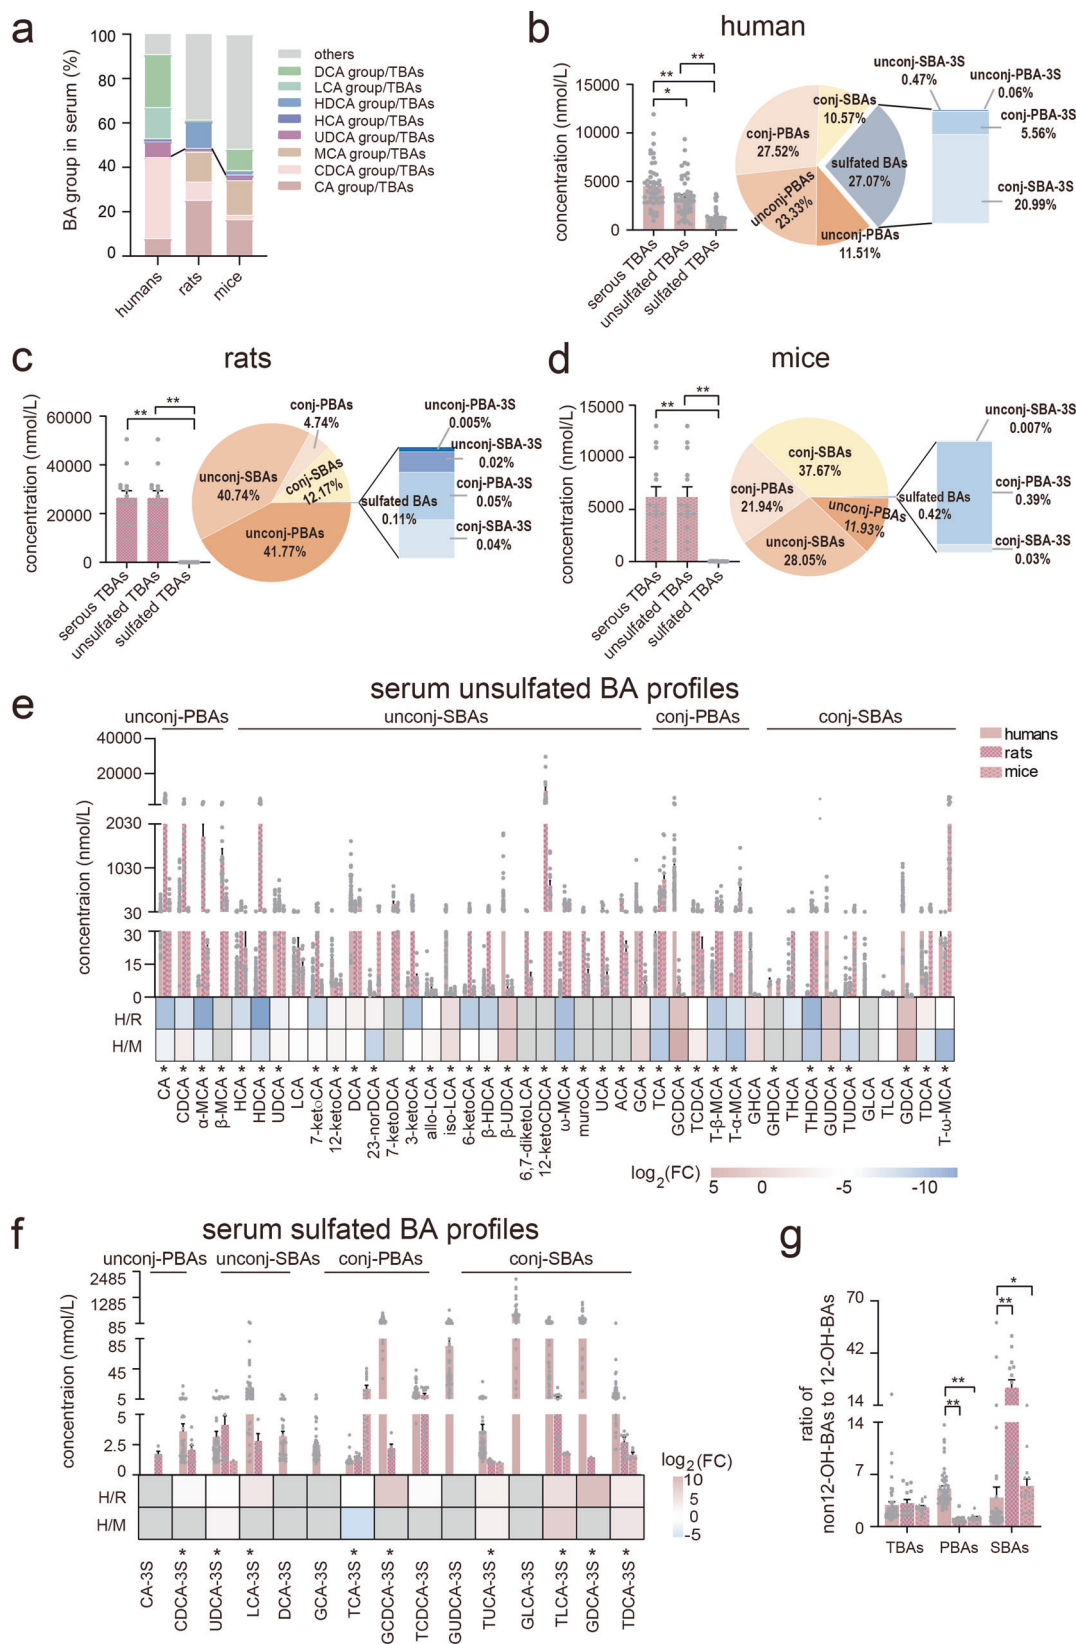 a
BA group in serum (%)
100
80
60
40
20
0
humans
rats
mice
others
DCA group/TBAs
LCA group/TBAs
HDCA group/TBAs
HCA group/TBAs
UDCA group/TBAs
MCA group/TBAs
CDCA group/TBAs
CA group/TBAs
b
human
concentration (nmol/L)
15000
10000
5000
0
**
**
*
serous TBAs
unsulfated TBAs
sulfated TBAs
conj-SBAs
10.57%
conj-PBAs
27.52%
unconj-PBAs
23.33%
unconj-PBAs
11.51%
sulfated BAs
27.07%
unconj-SBA-3S
0.47%
unconj-PBA-3S
0.06%
conj-PBA-3S
5.56%
conj-SBA-3S
20.99%
c
rats
concentration (nmol/L)
60000
40000
20000
0
**
**
serous TBAs
unsulfated TBAs
sulfated TBAs
conj-PBAs
4.74%
unconj-SBAs
40.74%
conj-SBAs
12.17%
unconj-PBAs
41.77%
sulfated BAs
0.11%
unconj-PBA-3S
0.005%
unconj-SBA-3S
0.02%
conj-PBA-3S
0.05%
conj-SBA-3S
0.04%
d
mice
concentration (nmol/L)
15000
10000
5000
0
**
**
serous TBAs
unsulfated TBAs
sulfated TBAs
conj-SBAs
37.67%
conj-PBAs
21.94%
unconj-PBAs
11.93%
unconj-SBAs
28.05%
sulfated BAs
0.42%
unconj-SBA-3S
0.007%
conj-PBA-3S
0.39%
conj-SBA-3S
0.03%
e
serum unsulfated BA profiles
unconj-PBAs
unconj-SBAs
conj-PBAs
conj-SBAs
humans
rats
mice
concentraion (nmol/L)
40000
20000
2030
1030
30
30
15
0
H/R
H/M
CA *
CDCA *
α-MCA *
β-MCA *
HCA *
HDCA *
UDCA *
LCA
7-ketoCA *
12-ketoCA *
DCA *
23-norDCA *
7-ketoDCA
3-ketoCA *
allo-LCA *
iso-LCA *
6-ketoCA *
β-HDCA *
β-UDCA *
6,7-diketoLCA *
12-ketoCDCA *
ω-MCA *
muroCA *
UCA *
ACA *
GCA *
TCA *
GCDCA *
TCDCA *
T-β-MCA *
T-α-MCA *
GHCA *
GHDCA *
THCA *
THDCA *
GUDCA *
TUDCA *
GLCA
TLCA
GDCA *
TDCA *
T-ω-MCA *
log2(FC)
5
0
-5
-10
f
serum sulfated BA profiles
unconj-PBAs
unconj-SBAs
conj-PBAs
conj-SBAs
concentraion (nmol/L)
2485
1285
85
85
45
5
5
2.5
0
H/R
H/M
CA-3S
CDCA-3S *
UDCA-3S *
LCA-3S *
DCA-3S
GCA-3S
TCA-3S *
GCDCA-3S *
TCDCA-3S
GUDCA-3S
TUCA-3S *
GLCA-3S
TLCA-3S *
GDCA-3S *
TDCA-3S *
log2(FC)
10
5
0
-5
g
ratio of
non12-OH-BAs to 12-OH-BAs
70
42
14
14
7
0
*
**
**
**
TBAs
PBAs
SBAs